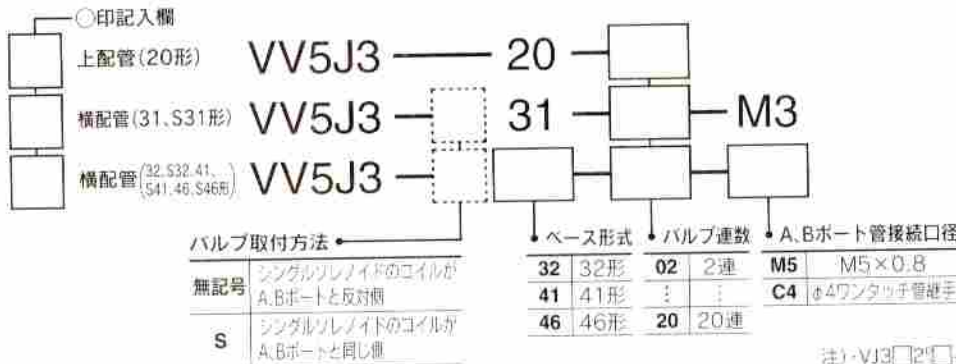 ○印記入欄
上配管(20形) VV5J3 — 20 —
横配管(31、S31形) VV5J3 — 31 — — M3
横配管(32、S32、41、S41、46、S46形) VV5J3 — — —
バルブ取付方法
無記号 シングルソレノイドのコイルがA、Bポートと反対側
S シングルソレノイドのコイルがA、Bポートと同じ側
ベース形式
32 32形
41 41形
46 46形
バルブ連数
02 2連
⋮ ⋮
20 20連
A、Bポート管接続口径
M5 M5×0.8
C4 φ4ワンタッチ管継手
注)・VJ3□2